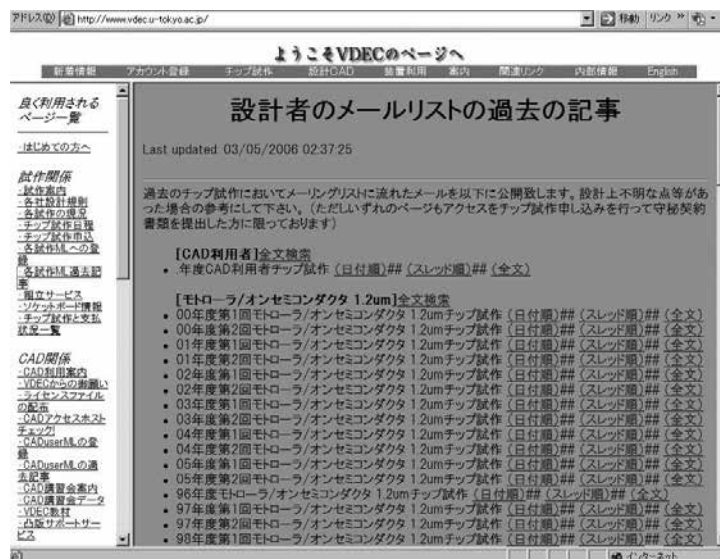 アドレス(D) http://www.vdec.u-tokyo.ac.jp/ 移動 リンク »
ようこそVDECのページへ
新着情報 アカウント登録 チップ試作 設計CAD 装置利用 案内 関連リンク 内部情報 English
良く利用される
ページ一覧
-はじめての方へ
試作関係
-試作案内
-各社設計規則
-各試作の現況
-チップ試作日程
-チップ試作申込
-各試作MLへの登
録
-各試作ML過去記
事
-組立サービス
-ソケットボード情報
-チップ試作と支払
状況一覧
CAD関係
-CAD利用案内
-VDECからの御願い
-ライセンスファイル
の配布
-CADアクセスホスト
チェック!
-CADuserMLの登
録
-CADuserMLの過
去記事
-CAD講習会案内
-CAD講習会データ
-VDEC教材
-凸版サポートサー
ビス
設計者のメールリストの過去の記事
Last updated: 03/05/2006 02:37:25
過去のチップ試作においてメーリングリストに流れたメールを以下に公開致します。設計上不明な点等があ
った場合の参考にして下さい。（ただしいずれのページもアクセスをチップ試作申し込みを行って守秘契約
書類を提出した方に限っております）
[CAD利用者]全文検索
• .年度CAD利用者チップ試作 (日付順)## (スレッド順)## (全文)
[モトローラ/オンセミコンダクタ 1.2um]全文検索
• 00年度第1回モトローラ/オンセミコンダクタ 1.2umチップ試作 (日付順)## (スレッド順)## (全文)
• 00年度第2回モトローラ/オンセミコンダクタ 1.2umチップ試作 (日付順)## (スレッド順)## (全文)
• 01年度第1回モトローラ/オンセミコンダクタ 1.2umチップ試作 (日付順)## (スレッド順)## (全文)
• 01年度第2回モトローラ/オンセミコンダクタ 1.2umチップ試作 (日付順)## (スレッド順)## (全文)
• 02年度第1回モトローラ/オンセミコンダクタ 1.2umチップ試作 (日付順)## (スレッド順)## (全文)
• 02年度第2回モトローラ/オンセミコンダクタ 1.2umチップ試作 (日付順)## (スレッド順)## (全文)
• 03年度第1回モトローラ/オンセミコンダクタ 1.2umチップ試作 (日付順)## (スレッド順)## (全文)
• 03年度第2回モトローラ/オンセミコンダクタ 1.2umチップ試作 (日付順)## (スレッド順)## (全文)
• 04年度第1回モトローラ/オンセミコンダクタ 1.2umチップ試作 (日付順)## (スレッド順)## (全文)
• 04年度第2回モトローラ/オンセミコンダクタ 1.2umチップ試作 (日付順)## (スレッド順)## (全文)
• 05年度第1回モトローラ/オンセミコンダクタ 1.2umチップ試作 (日付順)## (スレッド順)## (全文)
• 05年度第2回モトローラ/オンセミコンダクタ 1.2umチップ試作 (日付順)## (スレッド順)## (全文)
• 96年度モトローラ/オンセミコンダクタ 1.2umチップ試作 (日付順)## (スレッド順)## (全文)
• 97年度第1回モトローラ/オンセミコンダクタ 1.2umチップ試作 (日付順)## (スレッド順)## (全文)
• 97年度第2回モトローラ/オンセミコンダクタ 1.2umチップ試作 (日付順)## (スレッド順)## (全文)
• 98年度第1回モトローラ/オンセミコンダクタ 1.2umチップ試作 (日付順)## (スレッド順)## (全文)
インターネット